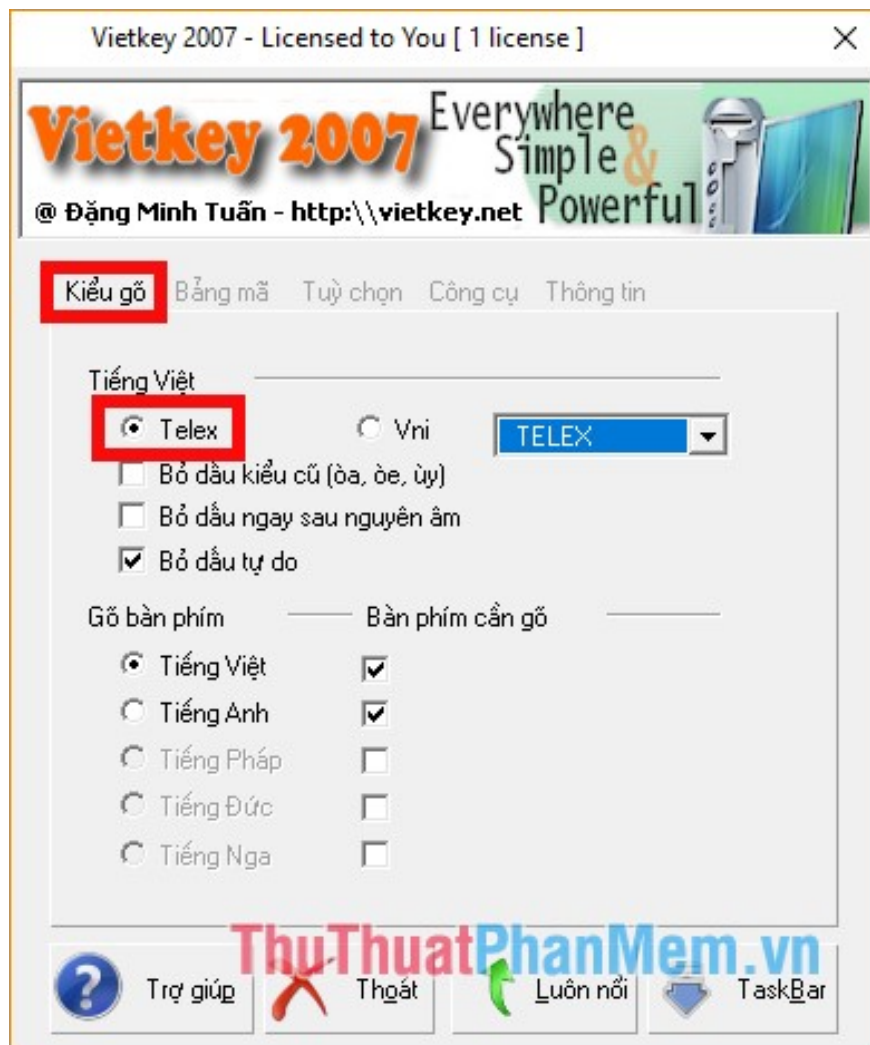 Vietkey 2007 - Licensed to You [ 1 license ]
Vietkey 2007 Everywhere
Simple &
Powerful
@ Đặng Minh Tuấn - http:\\vietkey.net
Kiểu gõ Bảng mã Tuỳ chọn Công cụ Thông tin
Tiếng Việt
Telex Vni TELEX
Bỏ dấu kiểu cũ (òa, òe, ùy)
Bỏ dấu ngay sau nguyên âm
Bỏ dấu tự do
Gõ bàn phím Bàn phím cần gõ
Tiếng Việt
Tiếng Anh
Tiếng Pháp
Tiếng Đức
Tiếng Nga
ThuThuatPhanMem.vn
Trợ giúp Thoát Luôn nổi TaskBar